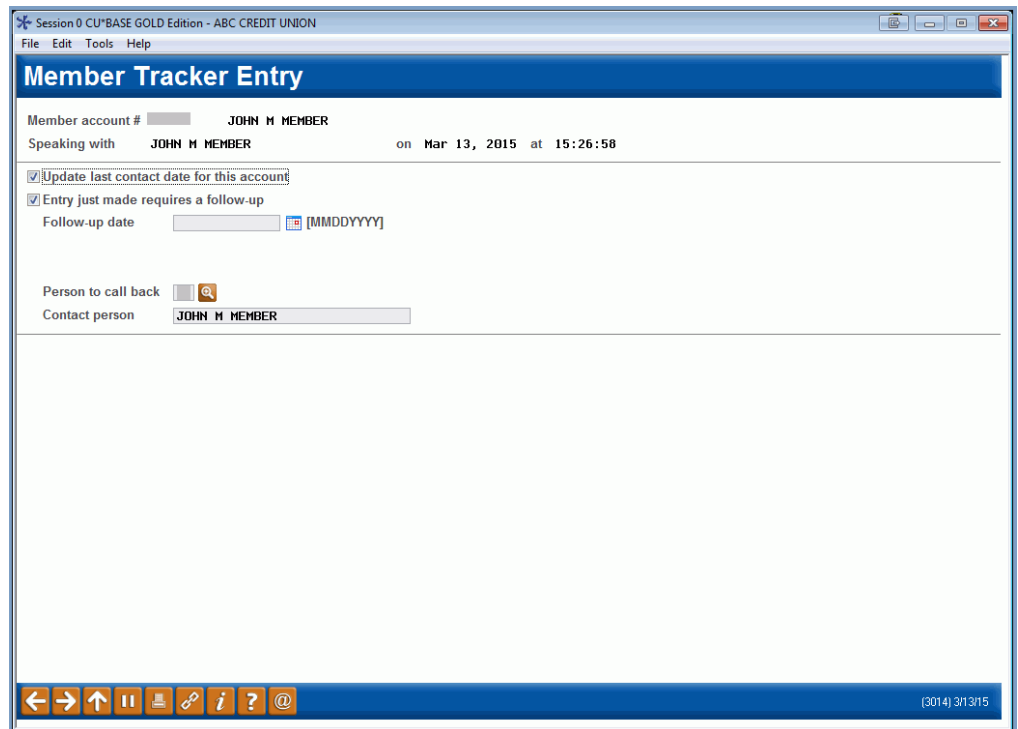 Session 0 CU*BASE GOLD Edition - ABC CREDIT UNION
File Edit Tools Help
Member Tracker Entry
Member account # JOHN M MEMBER
Speaking with JOHN M MEMBER on Mar 13, 2015 at 15:26:58
Update last contact date for this account
Entry just made requires a follow-up
Follow-up date [MMDDYYYY]
Person to call back
Contact person JOHN M MEMBER
i ? @ (3014) 3/13/15